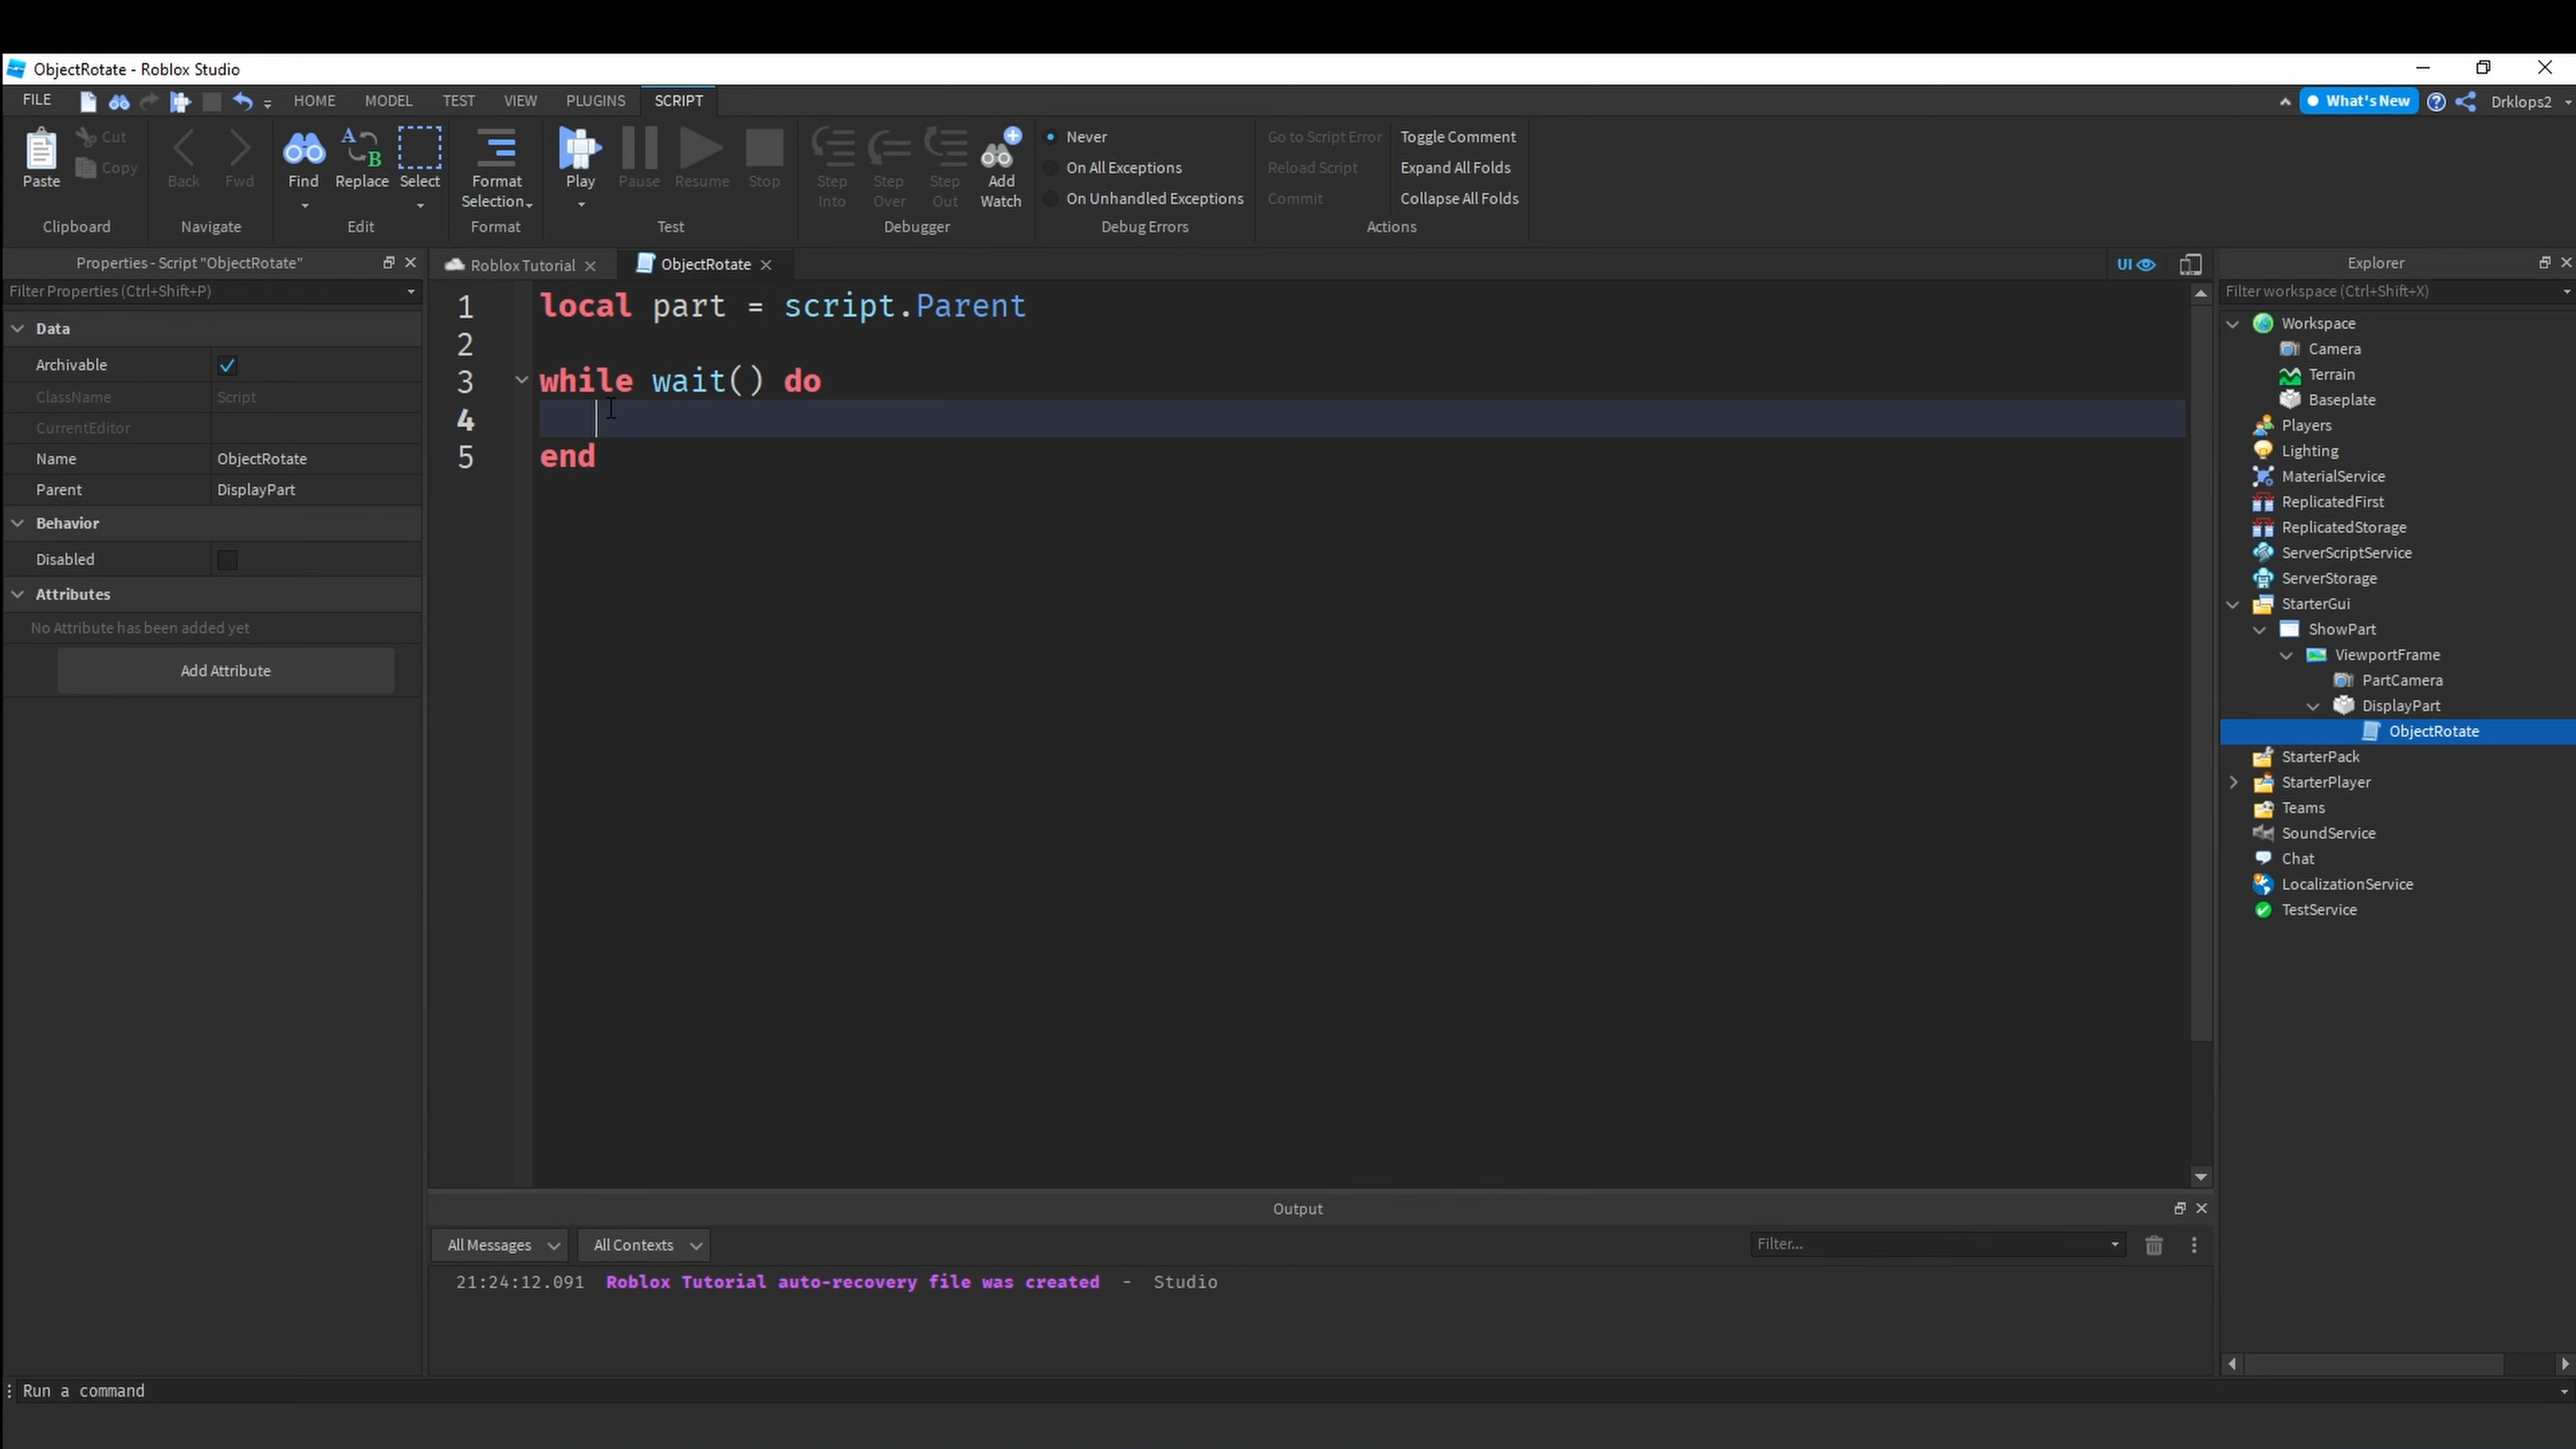 ObjectRotate - Roblox Studio
FILE HOME MODEL TEST VIEW PLUGINS SCRIPT What's New Drklops2
Paste Cut Copy Back Fwd Find Replace Select Format Selection Play Pause Resume Stop Step Into Step Over Step Out Add Watch
Never
On All Exceptions
On Unhandled Exceptions
Go to Script Error
Reload Script
Commit
Toggle Comment
Expand All Folds
Collapse All Folds
Clipboard Navigate Edit Format Test Debugger Debug Errors Actions
Properties - Script "ObjectRotate"
Filter Properties (Ctrl+Shift+P)
Data
Archivable
ClassName Script
CurrentEditor
Name ObjectRotate
Parent DisplayPart
Behavior
Disabled
Attributes
No Attribute has been added yet
Add Attribute
Roblox Tutorial ObjectRotate UI
1 local part = script.Parent
2
3 while wait() do
4
5 end
Output
All Messages All Contexts Filter...
21:24:12.091 Roblox Tutorial auto-recovery file was created - Studio
Run a command
Explorer
Filter workspace (Ctrl+Shift+X)
Workspace
Camera
Terrain
Baseplate
Players
Lighting
MaterialService
ReplicatedFirst
ReplicatedStorage
ServerScriptService
ServerStorage
StarterGui
ShowPart
ViewportFrame
PartCamera
DisplayPart
ObjectRotate
StarterPack
StarterPlayer
Teams
SoundService
Chat
LocalizationService
TestService